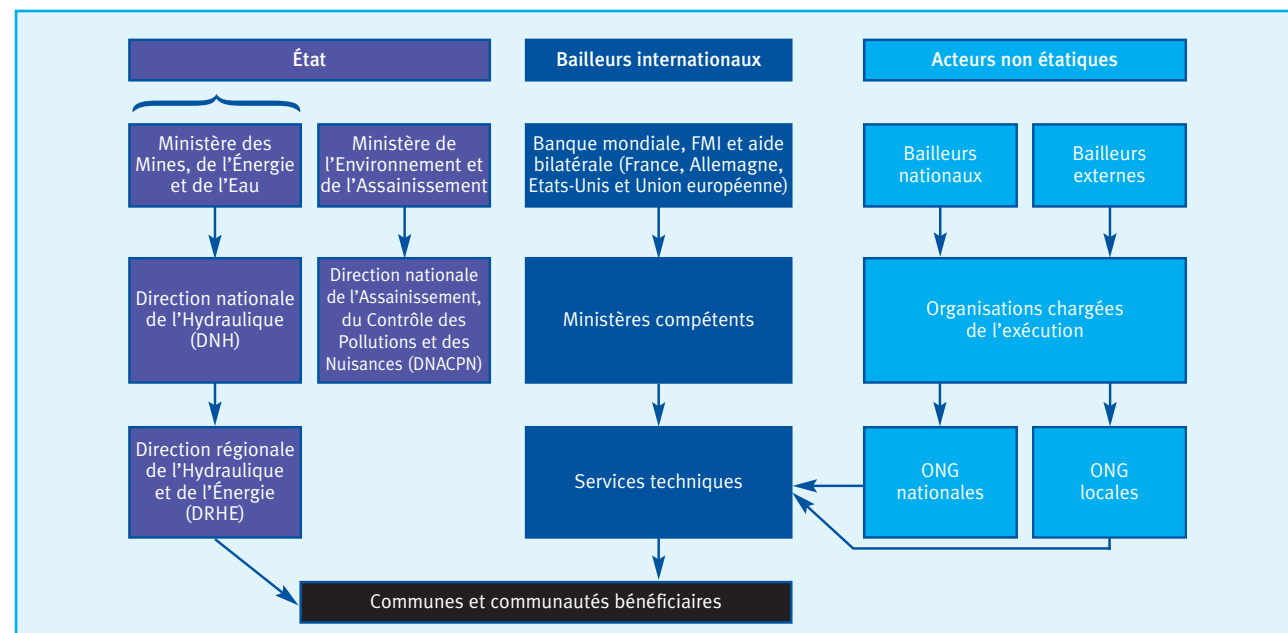 État
Bailleurs internationaux
Acteurs non étatiques
Ministère des
Mines, de l’Énergie
et de l’Eau
Ministère de
l’Environnement et
de l’Assainissement
Banque mondiale, FMI et aide
bilatérale (France, Allemagne,
Etats-Unis et Union européenne)
Bailleurs
nationaux
Bailleurs
externes
Direction nationale
de l’Hydraulique
(DNH)
Direction nationale
de l’Assainissement,
du Contrôle des
Pollutions et des
Nuisances (DNACPN)
Ministères compétents
Organisations chargées
de l’exécution
Direction régionale
de l’Hydraulique
et de l’Énergie
(DRHE)
Services techniques
ONG
nationales
ONG
locales
Communes et communautés bénéficiaires